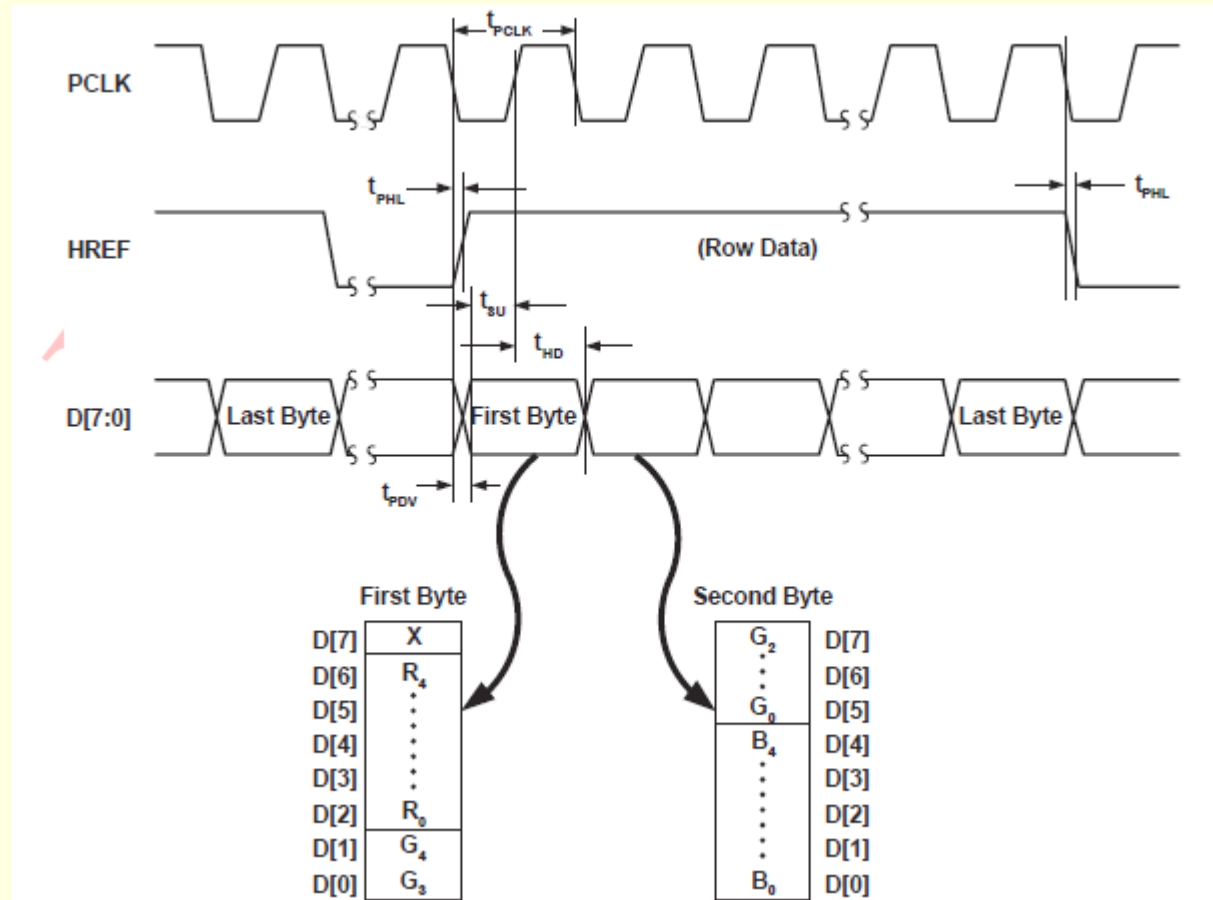 tPCLK
PCLK
tPHL
tPHL
HREF
(Row Data)
tSU
tHD
D[7:0]
Last Byte
First Byte
Last Byte
tPDV
First Byte
Second Byte
D[7] X
G2 D[7]
D[6] R4
D[6]
D[5]
G0 D[5]
D[4]
B4 D[4]
D[3]
D[3]
D[2] R0
D[2]
D[1] G4
D[1]
D[0] G3
B0 D[0]